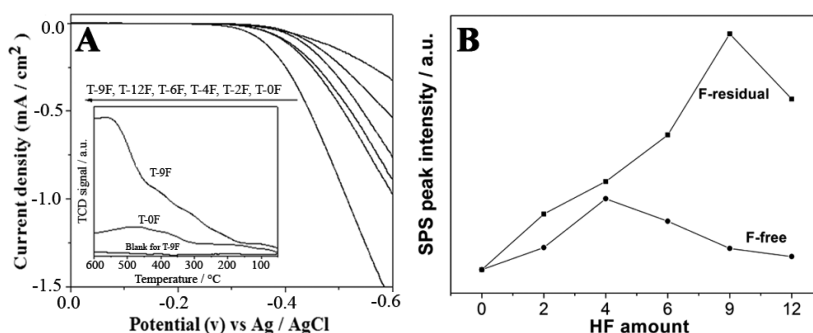 A
Current density (mA / cm²)
0.0
-0.5
-1.0
-1.5
T-9F, T-12F, T-6F, T-4F, T-2F, T-0F
TCD signal / a.u.
T-9F
T-0F
Blank for T-9F
600 500 400 300 200 100
Temperature / °C
0.0 -0.2 -0.4 -0.6
Potential (v) vs Ag / AgCl
B
SPS peak intensity / a.u.
F-residual
F-free
0 2 4 6 9 12
HF amount